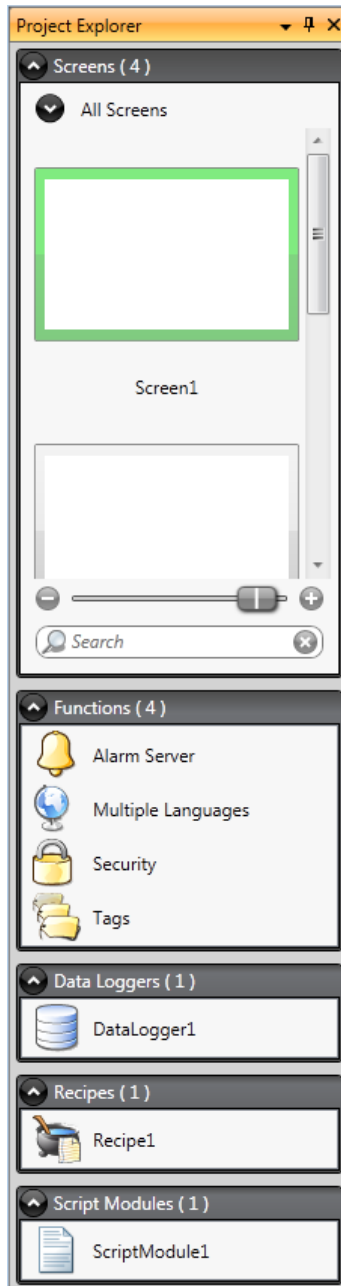 Project Explorer
Screens ( 4 )
All Screens
Screen1
Search
Functions ( 4 )
Alarm Server
Multiple Languages
Security
Tags
Data Loggers ( 1 )
DataLogger1
Recipes ( 1 )
Recipe1
Script Modules ( 1 )
ScriptModule1